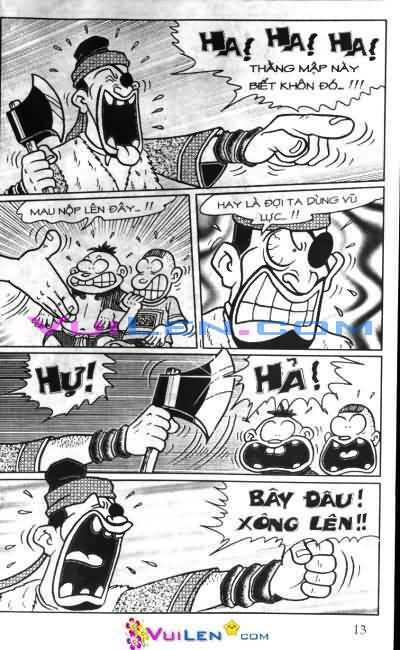 HA! HA! HA!
THẰNG MẬP NÀY
BIẾT KHÔN ĐÓ... !!!
MAU NỘP LÊN ĐÂY... !!
HAY LÀ ĐỢI TA DÙNG VŨ
LỰC... !!
VUILEN.COM
HỰ!
HẢ!
BÂY ĐÂU!
XÔNG LÊN!!
13
VUILEN.COM